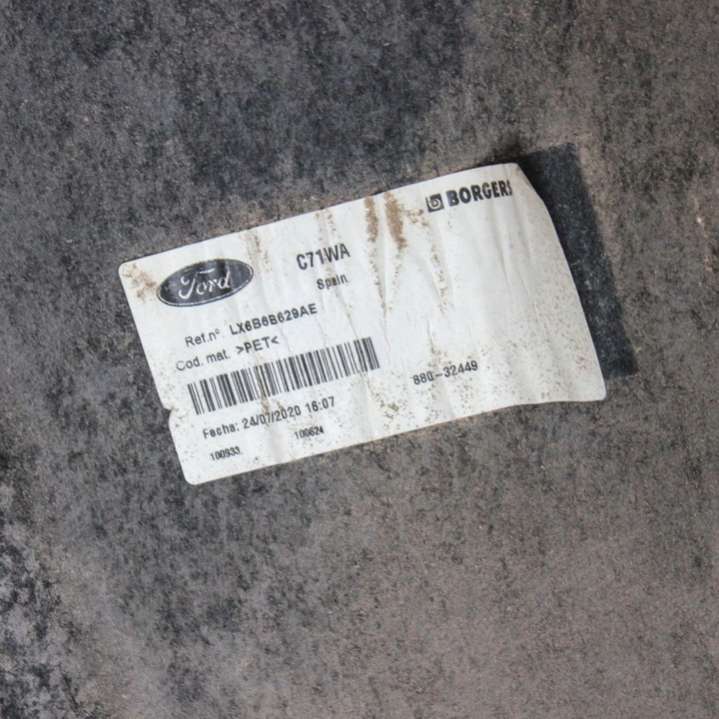 BORGERS
Ford
C71WA
Spain
Ref.nº LX6B6B629AE
Cod. mat. >PET<
880-32449
Fecha: 24/07/2020 16:07
100933 100624